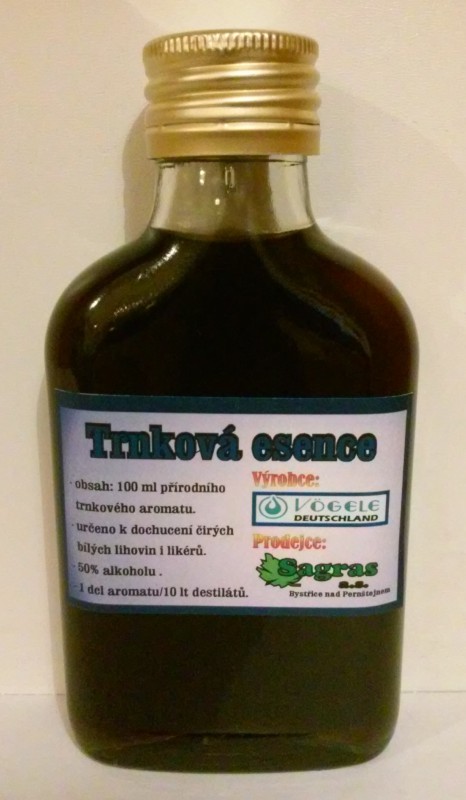 Trnková esence
· obsah: 100 ml přírodního
trnkového aromatu.
· určeno k dochucení čirých
bílých lihovin i likérů.
· 50% alkoholu .
· 1 dcl aromatu/10 lt destilátů.
Výrobce:
VÖGELE
DEUTSCHLAND
Prodejce:
Sagras
a.s.
Bystřice nad Pernštejnem